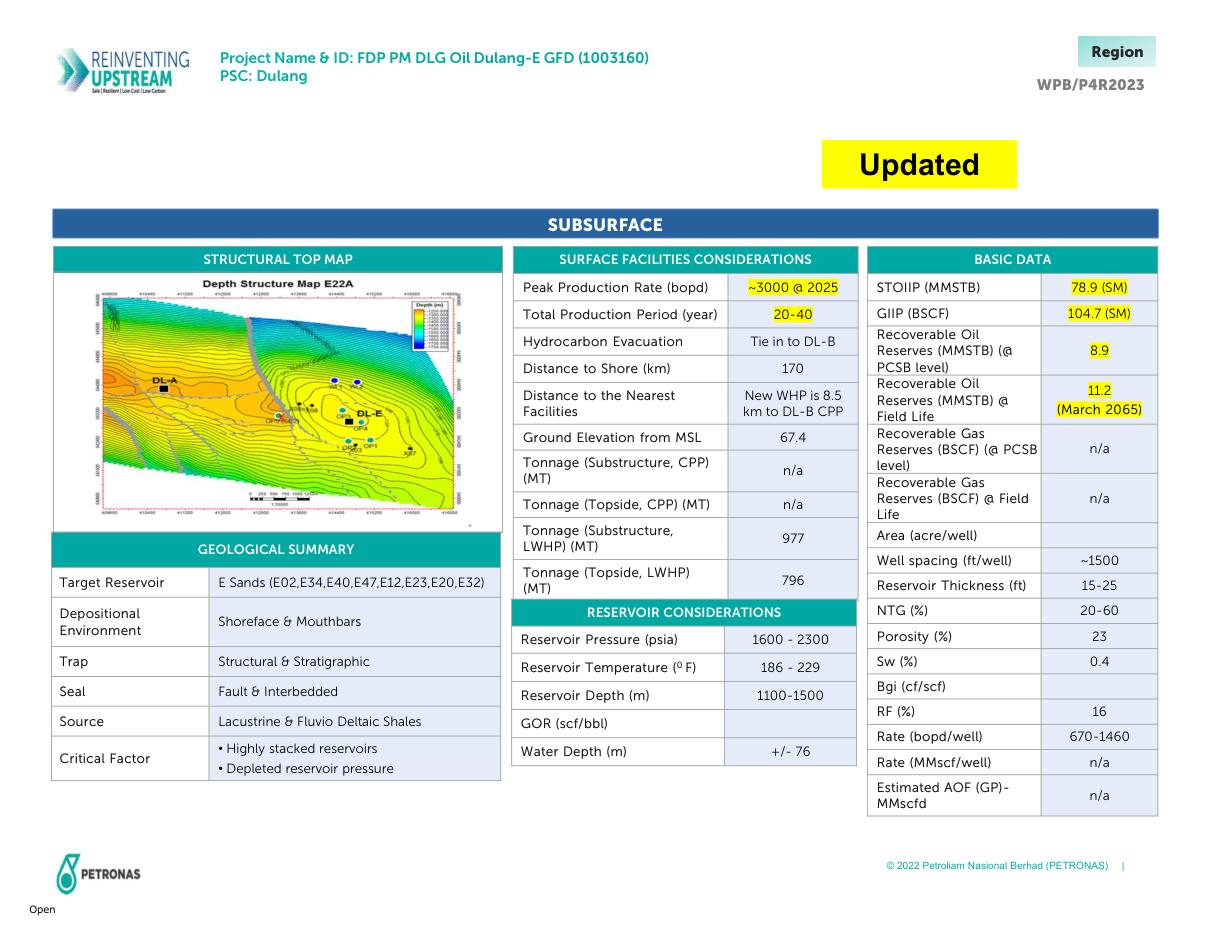 REINVENTING
UPSTREAM
Safe | Resilient | Low Cost | Low Carbon
Project Name & ID: FDP PM DLG Oil Dulang-E GFD (1003160)
PSC: Dulang
Region
WPB/P4R2023
Updated
SUBSURFACE
STRUCTURAL TOP MAP
Depth Structure Map E22A
Depth (m)
DL-A
DL-E
OP4
OP1
X07
GEOLOGICAL SUMMARY
Target Reservoir
E Sands (E02,E34,E40,E47,E12,E23,E20,E32)
Depositional
Environment
Shoreface & Mouthbars
Trap
Structural & Stratigraphic
Seal
Fault & Interbedded
Source
Lacustrine & Fluvio Deltaic Shales
Critical Factor
• Highly stacked reservoirs
• Depleted reservoir pressure
SURFACE FACILITIES CONSIDERATIONS
Peak Production Rate (bopd)
~3000 @ 2025
Total Production Period (year)
20-40
Hydrocarbon Evacuation
Tie in to DL-B
Distance to Shore (km)
170
Distance to the Nearest
Facilities
New WHP is 8.5
km to DL-B CPP
Ground Elevation from MSL
67.4
Tonnage (Substructure, CPP)
(MT)
n/a
Tonnage (Topside, CPP) (MT)
n/a
Tonnage (Substructure,
LWHP) (MT)
977
Tonnage (Topside, LWHP)
(MT)
796
RESERVOIR CONSIDERATIONS
Reservoir Pressure (psia)
1600 - 2300
Reservoir Temperature (⁰ F)
186 - 229
Reservoir Depth (m)
1100-1500
GOR (scf/bbl)
Water Depth (m)
+/- 76
BASIC DATA
STOIIP (MMSTB)
78.9 (SM)
GIIP (BSCF)
104.7 (SM)
Recoverable Oil
Reserves (MMSTB) (@
PCSB level)
8.9
Recoverable Oil
Reserves (MMSTB) @
Field Life
11.2
(March 2065)
Recoverable Gas
Reserves (BSCF) (@ PCSB
level)
n/a
Recoverable Gas
Reserves (BSCF) @ Field
Life
n/a
Area (acre/well)
Well spacing (ft/well)
~1500
Reservoir Thickness (ft)
15-25
NTG (%)
20-60
Porosity (%)
23
Sw (%)
0.4
Bgi (cf/scf)
RF (%)
16
Rate (bopd/well)
670-1460
Rate (MMscf/well)
n/a
Estimated AOF (GP)-
MMscfd
n/a
PETRONAS
© 2022 Petroliam Nasional Berhad (PETRONAS) |
Open